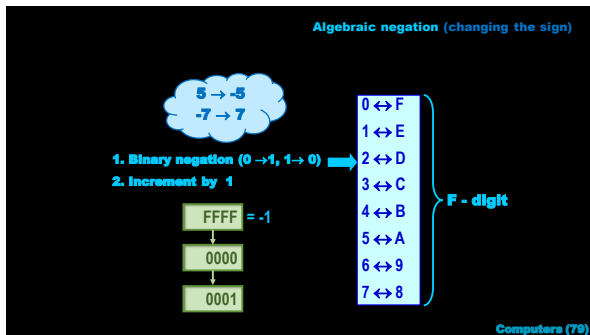 Algebraic negation (changing the sign)
5 → -5
-7 → 7
1. Binary negation (0 →1, 1→ 0)
2. Increment by 1
FFFF = -1
0000
0001
0 ↔ F
1 ↔ E
2 ↔ D
3 ↔ C
4 ↔ B
5 ↔ A
6 ↔ 9
7 ↔ 8
F - digit
Computers (79)